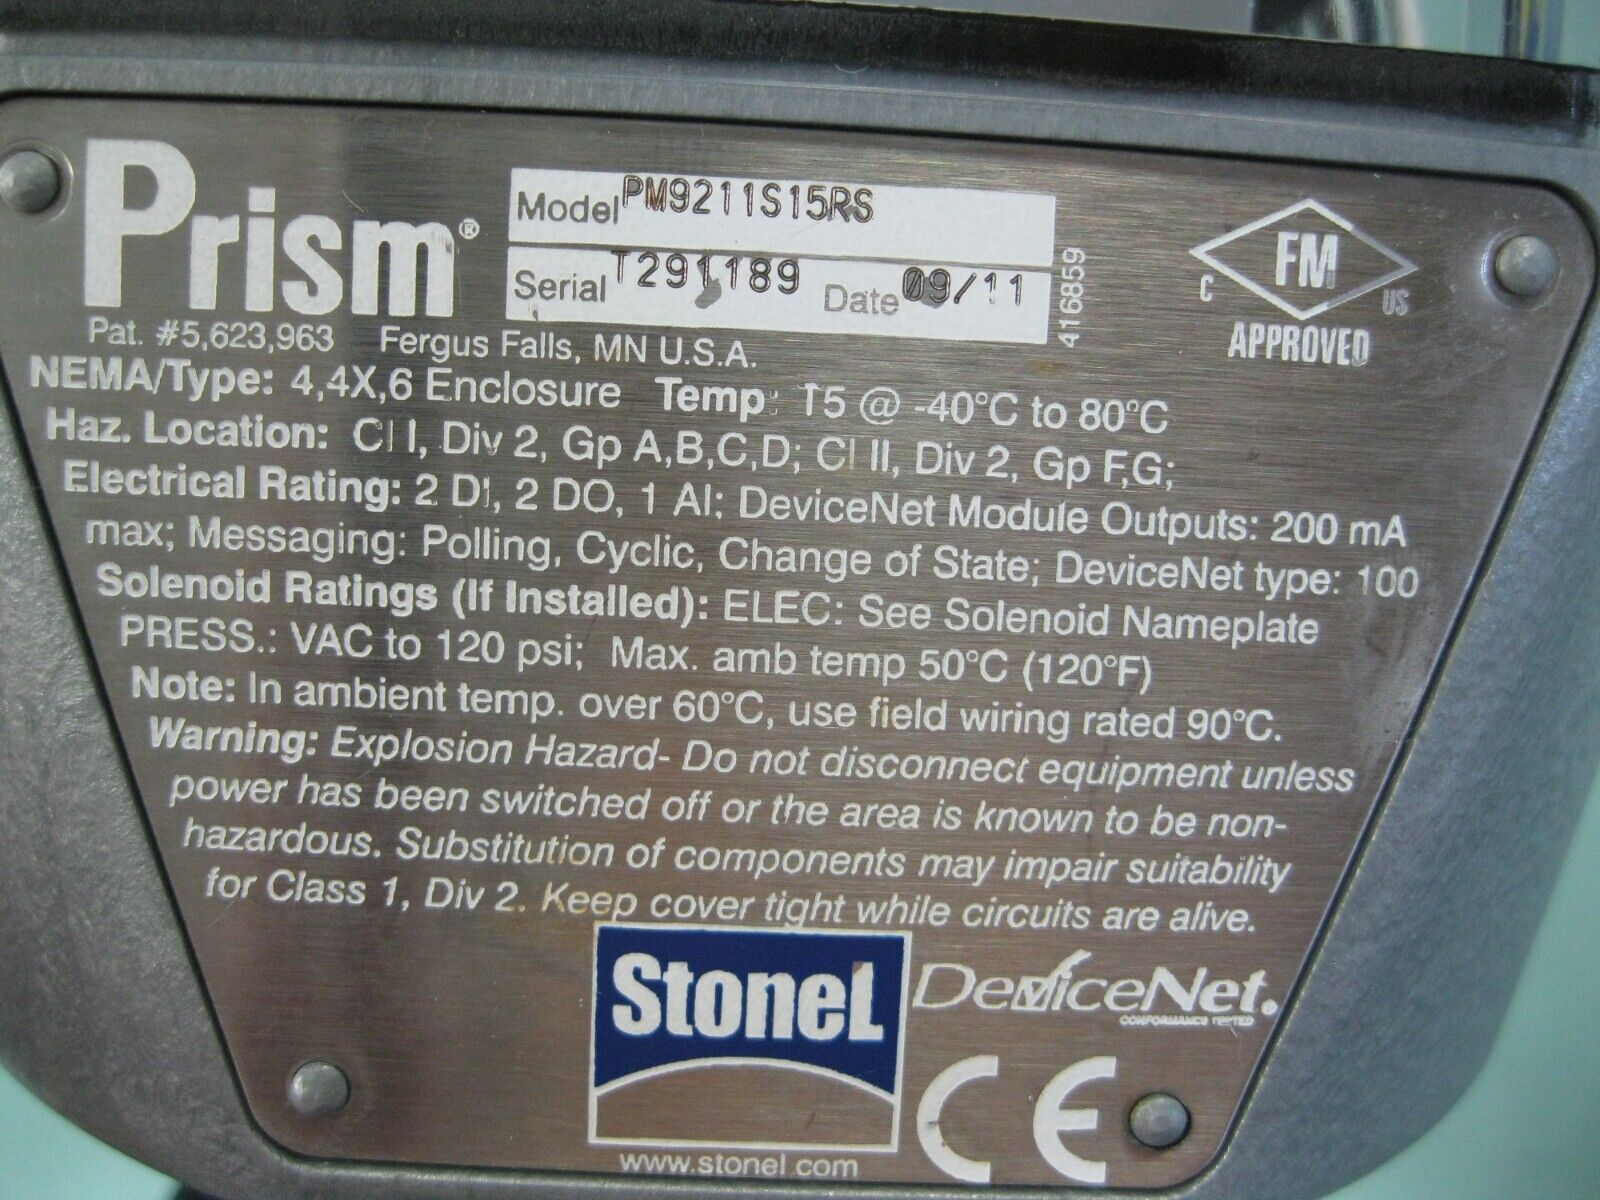 Prism®
Model PM9211S15RS
Serial T291189 Date 09/11
416859
C FM US
APPROVED
Pat. #5,623,963 Fergus Falls, MN U.S.A.
NEMA/Type: 4,4X,6 Enclosure Temp: T5 @ -40°C to 80°C
Haz. Location: Cl I, Div 2, Gp A,B,C,D; Cl II, Div 2, Gp F,G;
Electrical Rating: 2 DI, 2 DO, 1 AI; DeviceNet Module Outputs: 200 mA
max; Messaging: Polling, Cyclic, Change of State; DeviceNet type: 100
Solenoid Ratings (If Installed): ELEC: See Solenoid Nameplate
PRESS.: VAC to 120 psi; Max. amb temp 50°C (120°F)
Note: In ambient temp. over 60°C, use field wiring rated 90°C.
Warning: Explosion Hazard- Do not disconnect equipment unless
power has been switched off or the area is known to be non-
hazardous. Substitution of components may impair suitability
for Class 1, Div 2. Keep cover tight while circuits are alive.
StoneL
DeviceNet.
CONFORMANCE TESTED
CE
www.stonel.com